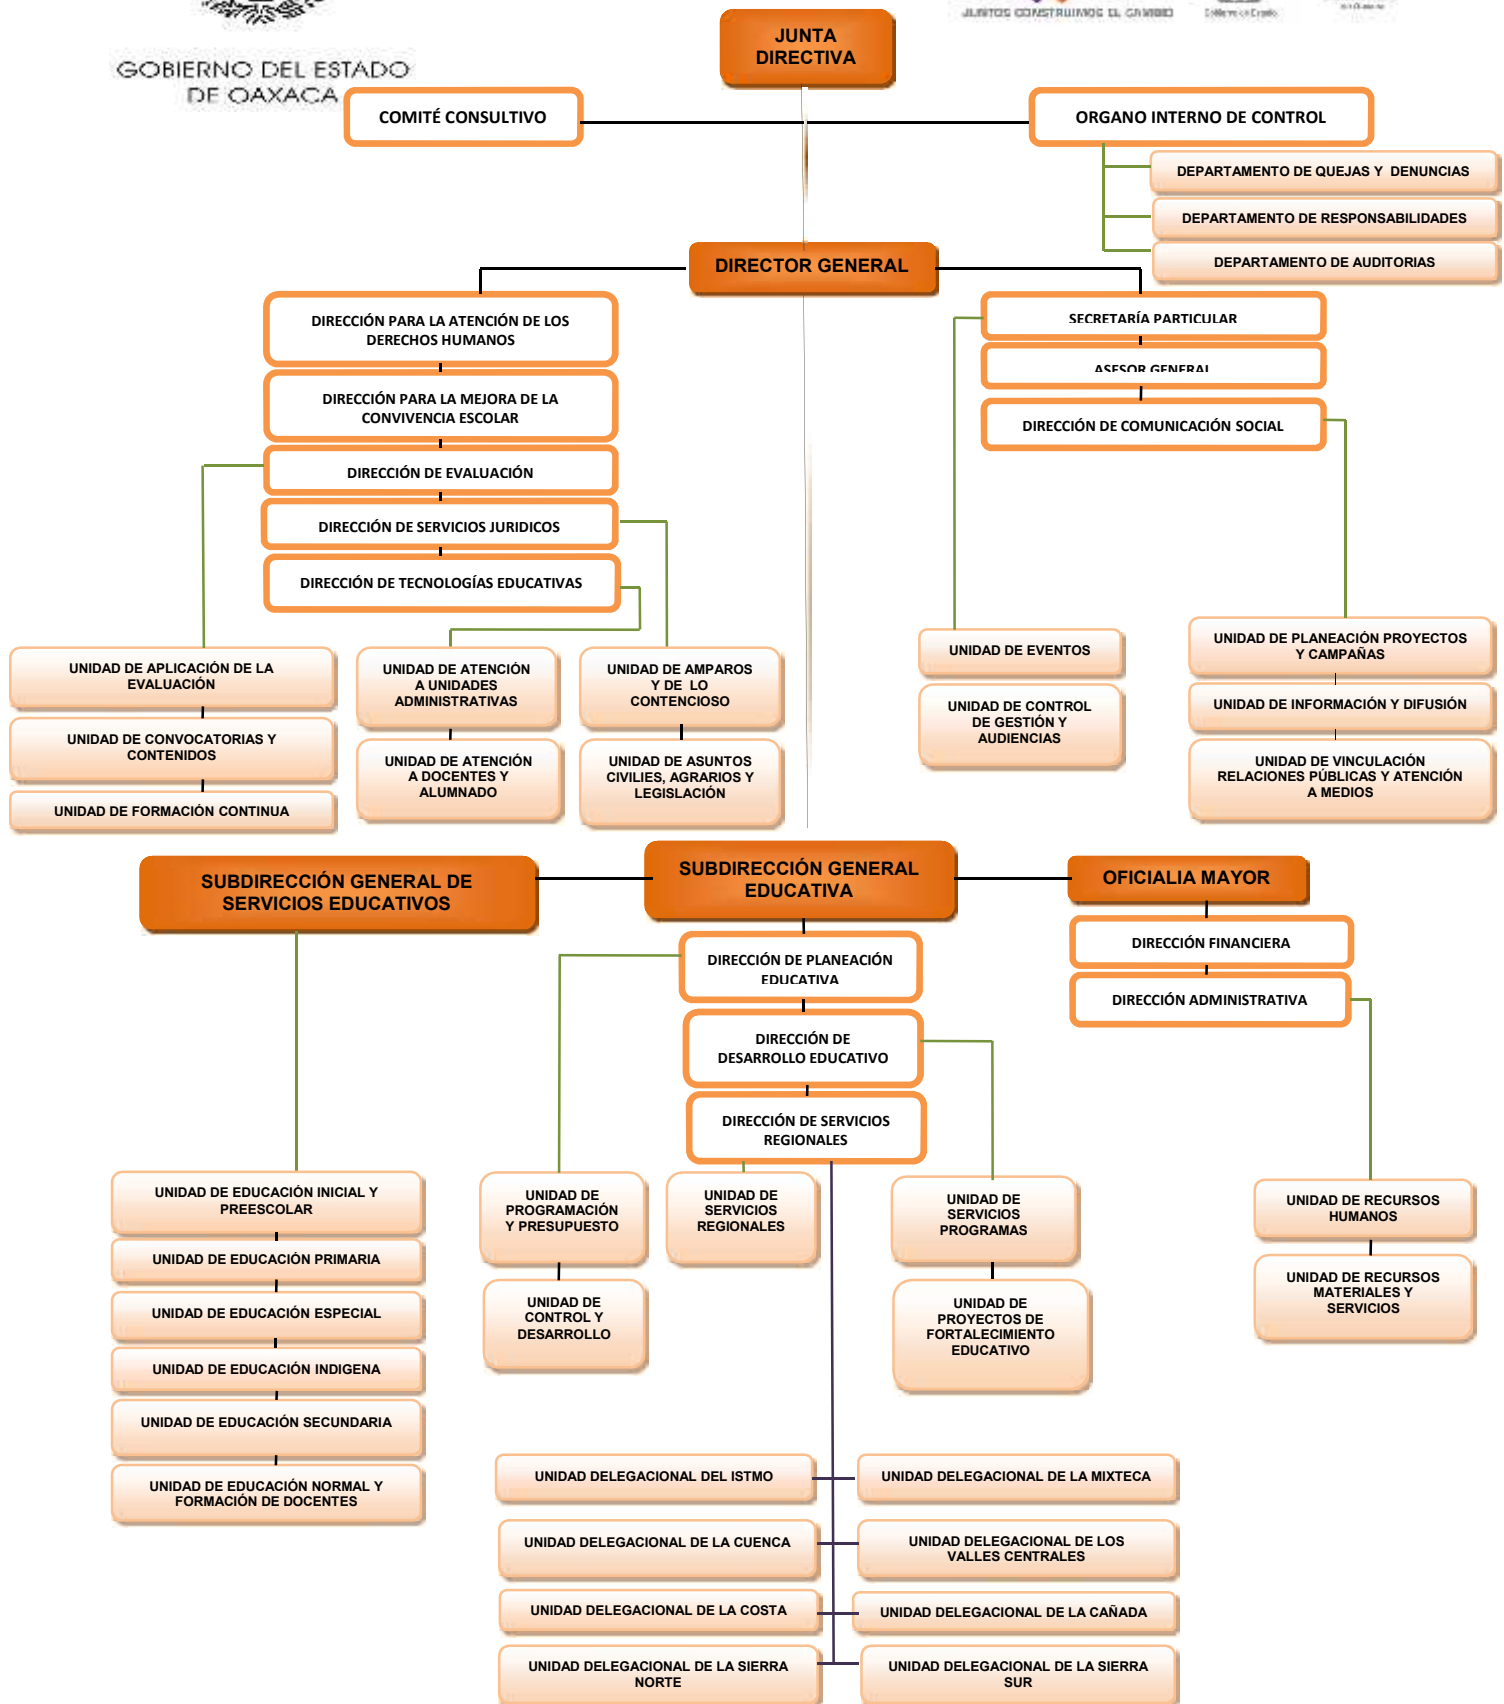 JUNTOS CONSTRUIMOS EL CAMBIO
GOBIERNO DEL ESTADO
DE OAXACA
JUNTA
DIRECTIVA
COMITÉ CONSULTIVO
ORGANO INTERNO DE CONTROL
DEPARTAMENTO DE QUEJAS Y DENUNCIAS
DEPARTAMENTO DE RESPONSABILIDADES
DEPARTAMENTO DE AUDITORIAS
DIRECTOR GENERAL
DIRECCIÓN PARA LA ATENCIÓN DE LOS
DERECHOS HUMANOS
DIRECCIÓN PARA LA MEJORA DE LA
CONVIVENCIA ESCOLAR
DIRECCIÓN DE EVALUACIÓN
DIRECCIÓN DE SERVICIOS JURIDICOS
DIRECCIÓN DE TECNOLOGÍAS EDUCATIVAS
SECRETARÍA PARTICULAR
ASESOR GENERAL
DIRECCIÓN DE COMUNICACIÓN SOCIAL
UNIDAD DE APLICACIÓN DE LA
EVALUACIÓN
UNIDAD DE CONVOCATORIAS Y
CONTENIDOS
UNIDAD DE FORMACIÓN CONTINUA
UNIDAD DE ATENCIÓN
A UNIDADES
ADMINISTRATIVAS
UNIDAD DE ATENCIÓN
A DOCENTES Y
ALUMNADO
UNIDAD DE AMPAROS
Y DE LO
CONTENCIOSO
UNIDAD DE ASUNTOS
CIVILIES, AGRARIOS Y
LEGISLACIÓN
UNIDAD DE EVENTOS
UNIDAD DE CONTROL
DE GESTIÓN Y
AUDIENCIAS
UNIDAD DE PLANEACIÓN PROYECTOS
Y CAMPAÑAS
UNIDAD DE INFORMACIÓN Y DIFUSIÓN
UNIDAD DE VINCULACIÓN
RELACIONES PÚBLICAS Y ATENCIÓN
A MEDIOS
SUBDIRECCIÓN GENERAL DE
SERVICIOS EDUCATIVOS
SUBDIRECCIÓN GENERAL
EDUCATIVA
OFICIALIA MAYOR
DIRECCIÓN DE PLANEACIÓN
EDUCATIVA
DIRECCIÓN DE
DESARROLLO EDUCATIVO
DIRECCIÓN DE SERVICIOS
REGIONALES
DIRECCIÓN FINANCIERA
DIRECCIÓN ADMINISTRATIVA
UNIDAD DE EDUCACIÓN INICIAL Y
PREESCOLAR
UNIDAD DE EDUCACIÓN PRIMARIA
UNIDAD DE EDUCACIÓN ESPECIAL
UNIDAD DE EDUCACIÓN INDIGENA
UNIDAD DE EDUCACIÓN SECUNDARIA
UNIDAD DE EDUCACIÓN NORMAL Y
FORMACIÓN DE DOCENTES
UNIDAD DE
PROGRAMACIÓN
Y PRESUPUESTO
UNIDAD DE
CONTROL Y
DESARROLLO
UNIDAD DE
SERVICIOS
REGIONALES
UNIDAD DE
SERVICIOS
PROGRAMAS
UNIDAD DE
PROYECTOS DE
FORTALECIMIENTO
EDUCATIVO
UNIDAD DE RECURSOS
HUMANOS
UNIDAD DE RECURSOS
MATERIALES Y
SERVICIOS
UNIDAD DELEGACIONAL DEL ISTMO
UNIDAD DELEGACIONAL DE LA MIXTECA
UNIDAD DELEGACIONAL DE LA CUENCA
UNIDAD DELEGACIONAL DE LOS
VALLES CENTRALES
UNIDAD DELEGACIONAL DE LA COSTA
UNIDAD DELEGACIONAL DE LA CAÑADA
UNIDAD DELEGACIONAL DE LA SIERRA
NORTE
UNIDAD DELEGACIONAL DE LA SIERRA
SUR